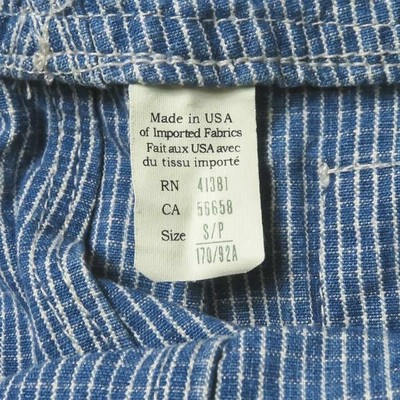 Made in USA
of Imported Fabrics
Fait aux USA avec
du tissu importé
RN 41381
CA 56658
Size S/P
170/92A